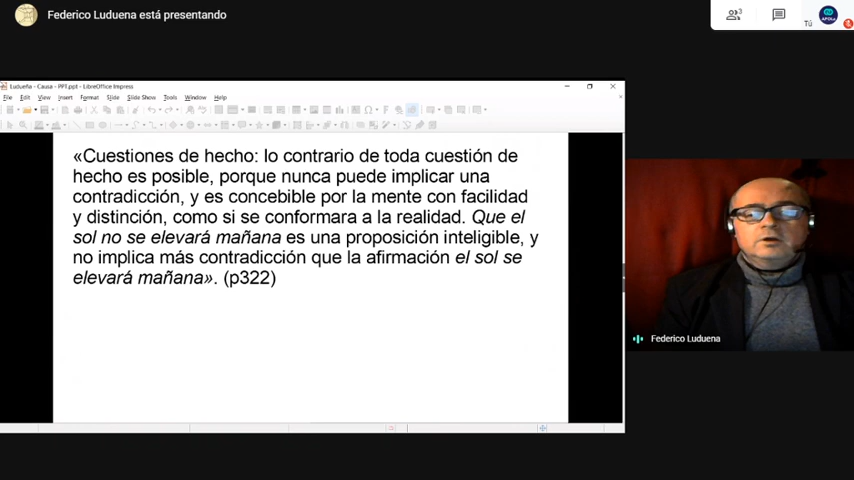 Federico Luduena está presentando
3
Tú
Ludueña - Causa - PPT.ppt - LibreOffice Impress
File Edit View Insert Format Slide Slide Show Tools Window Help
«Cuestiones de hecho: lo contrario de toda cuestión de
hecho es posible, porque nunca puede implicar una
contradicción, y es concebible por la mente con facilidad
y distinción, como si se conformara a la realidad. Que el
sol no se elevará mañana es una proposición inteligible, y
no implica más contradicción que la afirmación el sol se
elevará mañana». (p322)
Federico Luduena